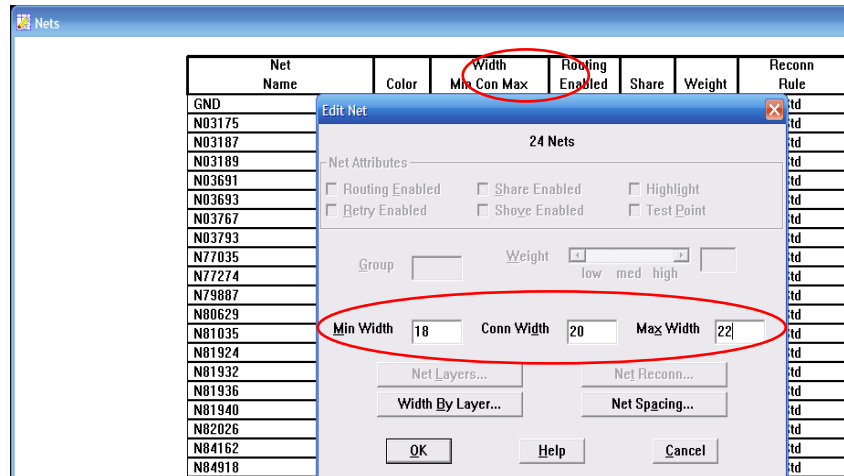 Nets
Net Name Color Width Min Con Max Routing Enabled Share Weight Reconn Rule
GND
N03175
N03187
N03189
N03691
N03693
N03767
N03793
N77035
N77274
N79887
N80629
N81035
N81924
N81932
N81936
N81940
N82026
N84162
N84918
Edit Net
24 Nets
Net Attributes
Routing Enabled Share Enabled Highlight
Retry Enabled Shove Enabled Test Point
Group Weight
low med high
Min Width 18 Conn Width 20 Max Width 22
Net Layers... Net Reconn...
Width By Layer... Net Spacing...
OK Help Cancel